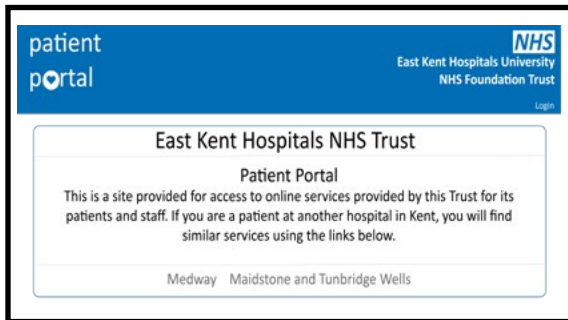 patient
portal
NHS
East Kent Hospitals University
NHS Foundation Trust
Login
East Kent Hospitals NHS Trust
Patient Portal
This is a site provided for access to online services provided by this Trust for its
patients and staff. If you are a patient at another hospital in Kent, you will find
similar services using the links below.
Medway Maidstone and Tunbridge Wells